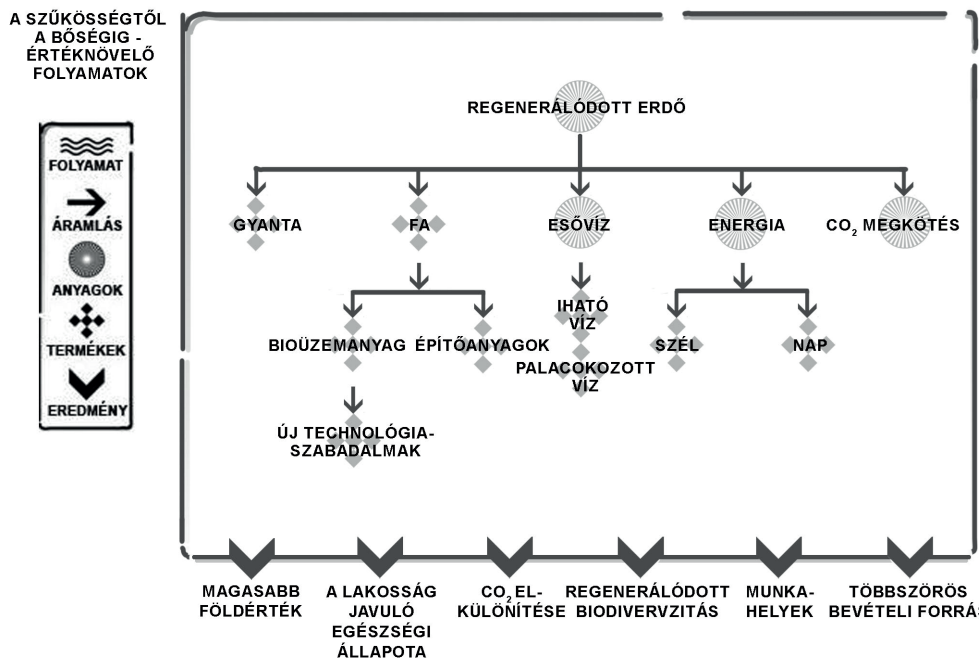 A SZŰKÖSSÉGTŐL
A BŐSÉGIG -
ÉRTÉKNÖVELŐ
FOLYAMATOK
FOLYAMAT
ÁRAMLÁS
ANYAGOK
TERMÉKEK
EREDMÉNY
REGENERÁLÓDOTT ERDŐ
GYANTA
FA
ESŐVÍZ
ENERGIA
CO₂ MEGKÖTÉS
BIOÜZEMANYAG
ÉPÍTŐANYAGOK
IHATÓ
VÍZ
PALACOKOZOTT
VÍZ
SZÉL
NAP
ÚJ TECHNOLÓGIA-
SZABADALMAK
MAGASABB
FÖLDÉRTÉK
A LAKOSSÁG
JAVULÓ
EGÉSZSÉGI
ÁLLAPOTA
CO₂ EL-
KÜLÖNÍTÉSE
REGENERÁLÓDOTT
BIODIVERVZITÁS
MUNKA-
HELYEK
TÖBBSZÖRÖS
BEVÉTELI FORRÁS